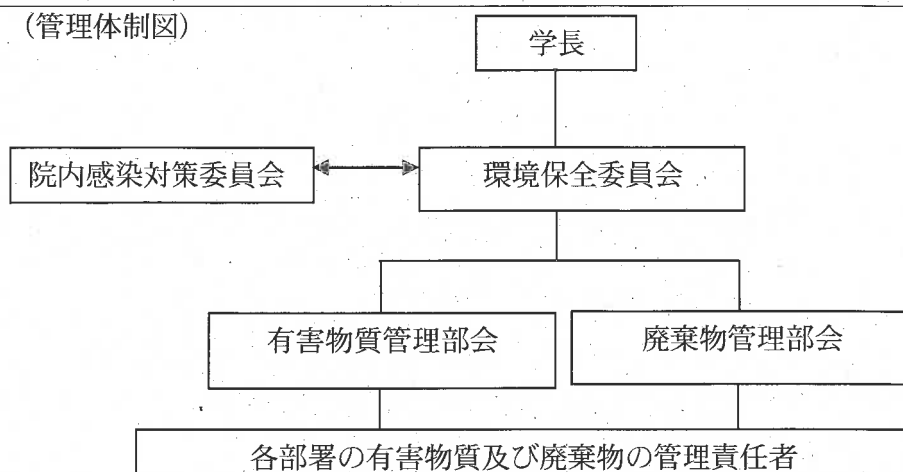 （管理体制図）
学長
院内感染対策委員会
環境保全委員会
有害物質管理部会
廃棄物管理部会
各部署の有害物質及び廃棄物の管理責任者